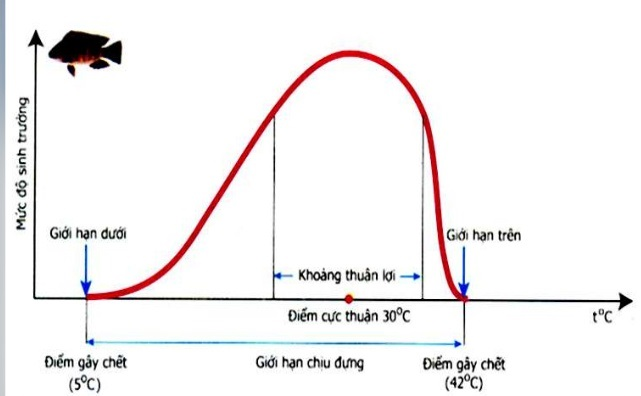 Mức độ sinh trưởng
Giới hạn dưới
Giới hạn trên
Khoảng thuận lợi
Điểm cực thuận 30°C
t°C
Điểm gây chết
(5°C)
Giới hạn chịu đựng
Điểm gây chết
(42°C)